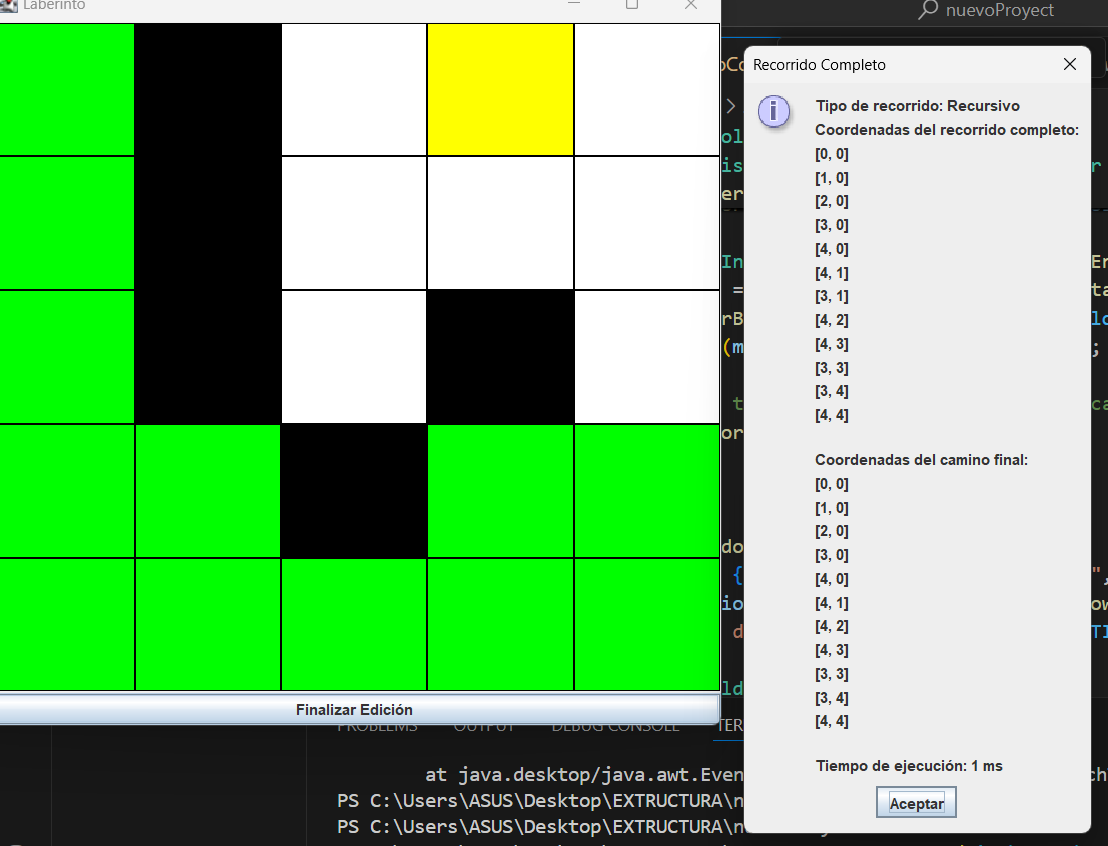 Laberinto
nuevoProyect
Recorrido Completo
Tipo de recorrido: Recursivo
Coordenadas del recorrido completo:
[0, 0]
[1, 0]
[2, 0]
[3, 0]
[4, 0]
[4, 1]
[3, 1]
[4, 2]
[4, 3]
[3, 3]
[3, 4]
[4, 4]
Coordenadas del camino final:
[0, 0]
[1, 0]
[2, 0]
[3, 0]
[4, 0]
[4, 1]
[4, 2]
[4, 3]
[3, 3]
[3, 4]
[4, 4]
Tiempo de ejecución: 1 ms
Aceptar
Finalizar Edición
PROBLEMS OUTPUT DEBUG CONSOLE TER
at java.desktop/java.awt.Even
PS C:\Users\ASUS\Desktop\EXTRUCTURA\n
PS C:\Users\ASUS\Desktop\EXTRUCTURA\n